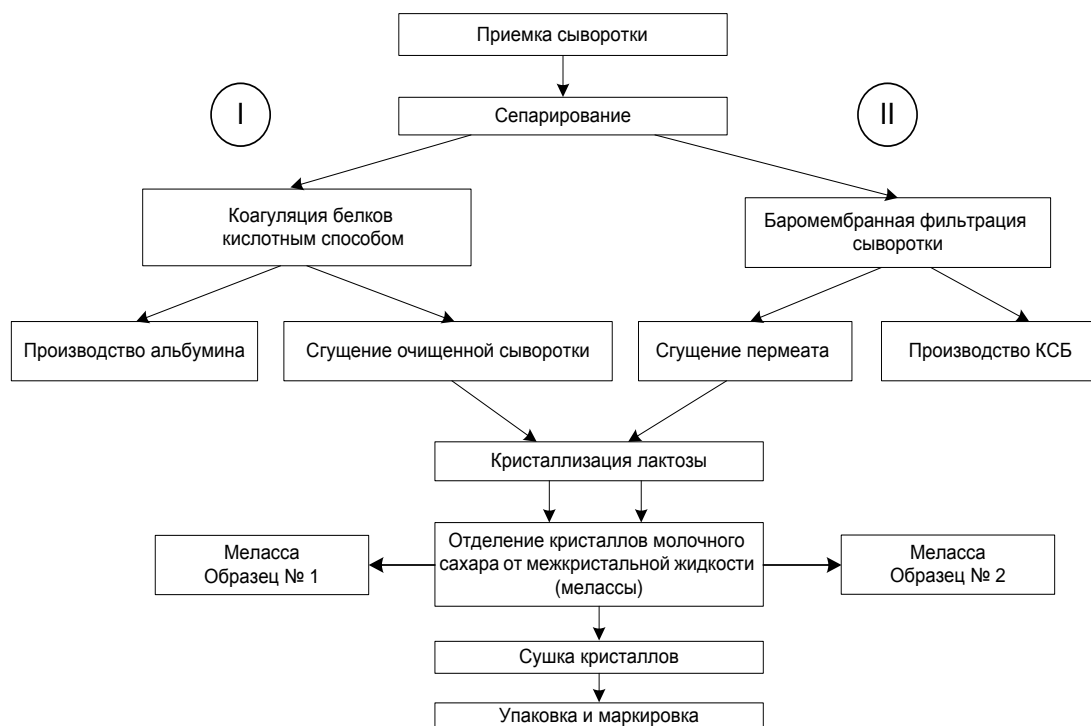 Приемка сыворотки
I
II
Сепарирование
Коагуляция белков
кислотным способом
Баромембранная фильтрация
сыворотки
Производство альбумина
Сгущение очищенной сыворотки
Сгущение пермеата
Производство КСБ
Кристаллизация лактозы
Меласса
Образец № 1
Отделение кристаллов молочного
сахара от межкристальной жидкости
(мелассы)
Меласса
Образец № 2
Сушка кристаллов
Упаковка и маркировка